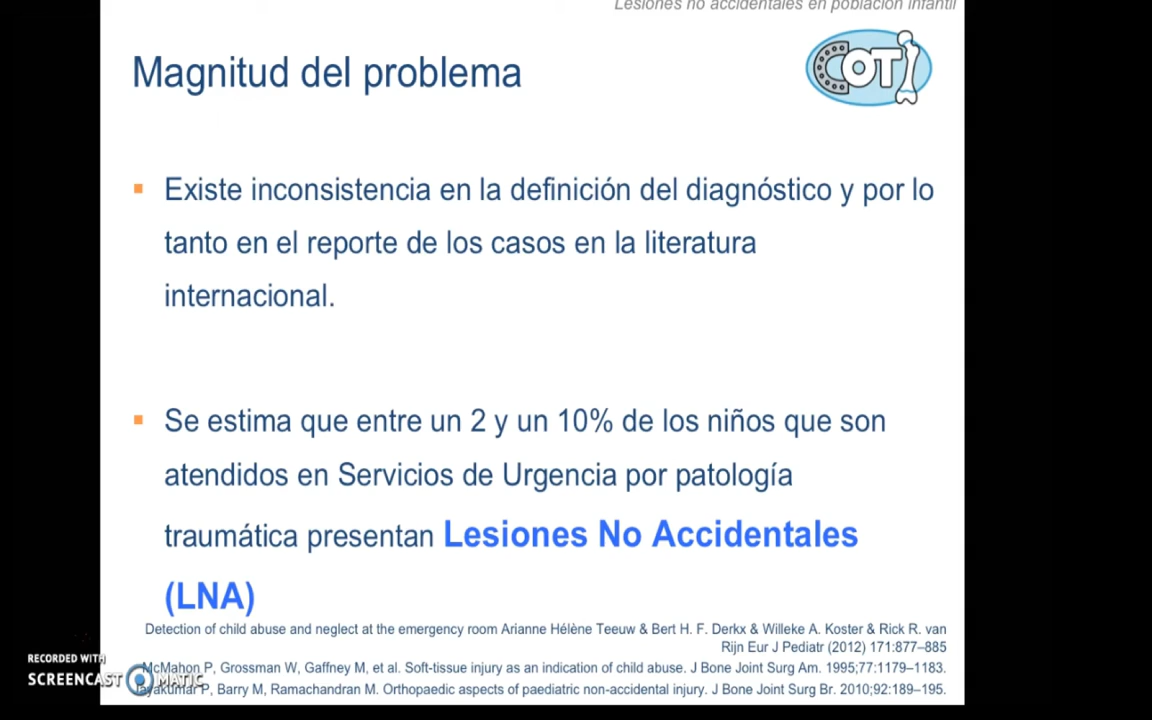 Lesiones no accidentales en población infantil
COT
Magnitud del problema
Existe inconsistencia en la definición del diagnóstico y por lo
tanto en el reporte de los casos en la literatura
internacional.
Se estima que entre un 2 y un 10% de los niños que son
atendidos en Servicios de Urgencia por patología
traumática presentan Lesiones No Accidentales
(LNA)
Detection of child abuse and neglect at the emergency room Arianne Hélène Teeuw & Bert H. F. Derkx & Willeke A. Koster & Rick R. van
Rijn Eur J Pediatr (2012) 171:877–885
McMahon P, Grossman W, Gaffney M, et al. Soft-tissue injury as an indication of child abuse. J Bone Joint Surg Am. 1995;77:1179–1183.
Jayakumar P, Barry M, Ramachandran M. Orthopaedic aspects of paediatric non-accidental injury. J Bone Joint Surg Br. 2010;92:189–195.
RECORDED WITH
SCREENCAST MATIC